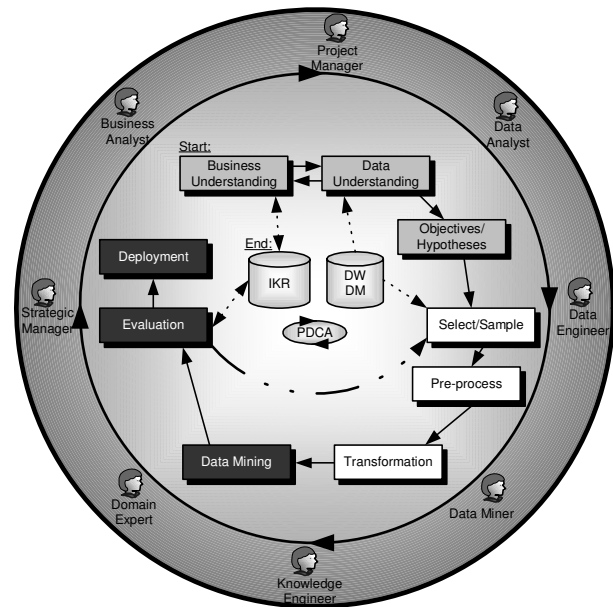 Project
Manager
Business
Analyst
Data
Analyst
Start:
Business
Understanding
Data
Understanding
Objectives/
Hypotheses
End:
Deployment
IKR
DW
DM
Strategic
Manager
Evaluation
PDCA
Select/Sample
Data
Engineer
Pre-process
Data Mining
Transformation
Domain
Expert
Data Miner
Knowledge
Engineer